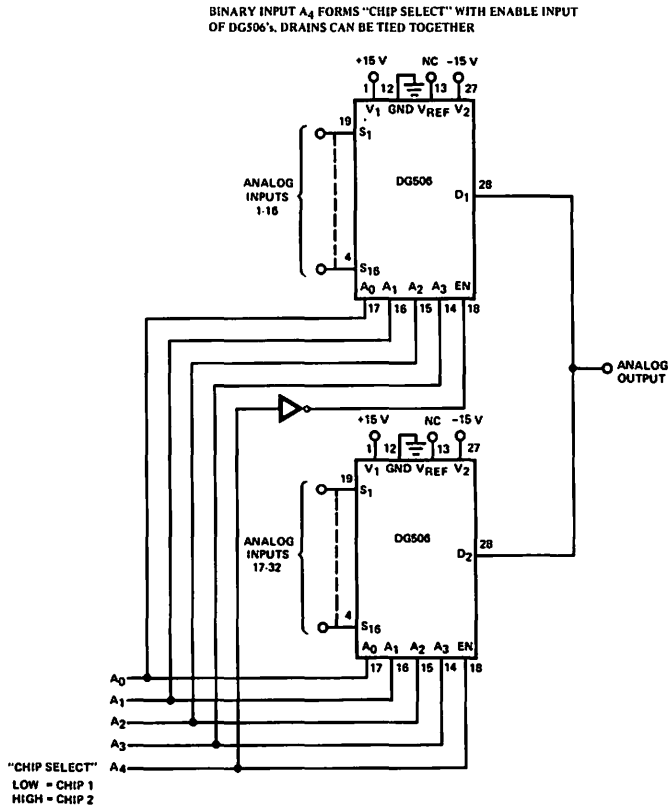 BINARY INPUT A4 FORMS "CHIP SELECT" WITH ENABLE INPUT
OF DG506's. DRAINS CAN BE TIED TOGETHER
+15 V NC -15 V
1 12 13 27
V1 GND VREF V2
19 S1
ANALOG
INPUTS
1-16
DG506
D1 28
4 S16
A0 A1 A2 A3 EN
17 16 15 14 18
ANALOG
OUTPUT
+15 V NC -15 V
1 12 13 27
V1 GND VREF V2
19 S1
ANALOG
INPUTS
17-32
DG506
D2 28
4 S16
A0 A1 A2 A3 EN
17 16 15 14 18
A0
A1
A2
A3
"CHIP SELECT" A4
LOW = CHIP 1
HIGH = CHIP 2